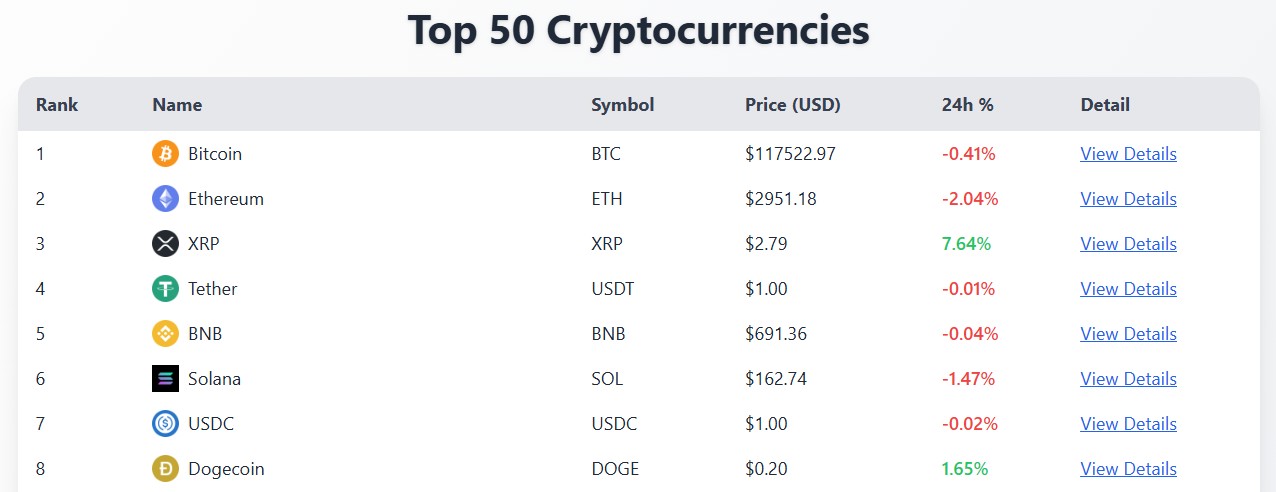 Top 50 Cryptocurrencies
Rank Name Symbol Price (USD) 24h % Detail
1 Bitcoin BTC $117522.97 -0.41% View Details
2 Ethereum ETH $2951.18 -2.04% View Details
3 XRP XRP $2.79 7.64% View Details
4 Tether USDT $1.00 -0.01% View Details
5 BNB BNB $691.36 -0.04% View Details
6 Solana SOL $162.74 -1.47% View Details
7 USDC USDC $1.00 -0.02% View Details
8 Dogecoin DOGE $0.20 1.65% View Details